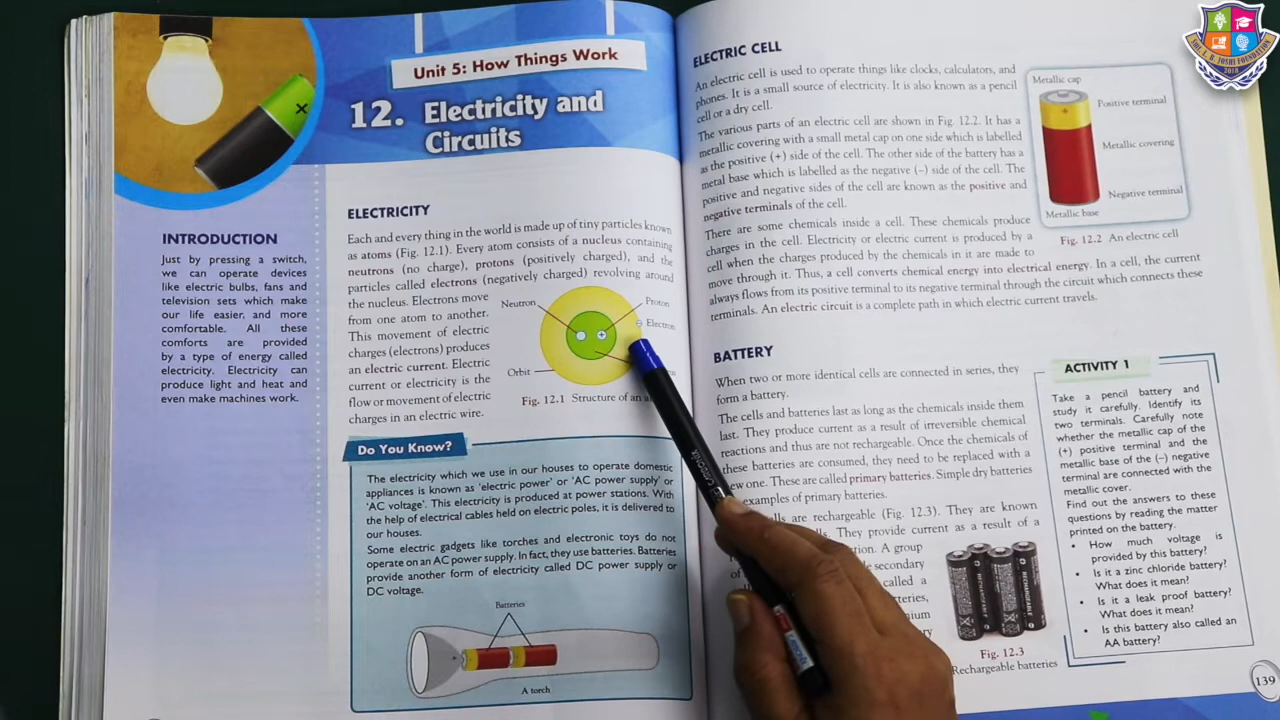 Unit 5: How Things Work
12. Electricity and
Circuits
INTRODUCTION
Just by pressing a switch,
we can operate devices
like electric bulbs, fans and
television sets which make
our life easier, and more
comfortable. All these
comforts are provided
by a type of energy called
electricity. Electricity can
produce light and heat and
even make machines work.
ELECTRICITY
Each and every thing in the world is made up of tiny particles known
as atoms (Fig. 12.1). Every atom consists of a nucleus containing
neutrons (no charge), protons (positively charged), and the
particles called electrons (negatively charged) revolving around
the nucleus. Electrons move
from one atom to another.
This movement of electric
charges (electrons) produces
an electric current. Electric
current or electricity is the
flow or movement of electric
charges in an electric wire.
Neutron
Proton
Electron
Orbit
Fig. 12.1 Structure of an
Do You Know?
The electricity which we use in our houses to operate domestic
appliances is known as 'electric power' or 'AC power supply' or
'AC voltage'. This electricity is produced at power stations. With
the help of electrical cables held on electric poles, it is delivered to
our houses.
Some electric gadgets like torches and electronic toys do not
operate on an AC power supply. In fact, they use batteries. Batteries
provide another form of electricity called DC power supply or
DC voltage.
Batteries
A torch
ELECTRIC CELL
An electric cell is used to operate things like clocks, calculators, and
phones. It is a small source of electricity. It is also known as a pencil
cell or a dry cell.
The various parts of an electric cell are shown in Fig. 12.2. It has a
metallic covering with a small metal cap on one side which is labelled
as the positive (+) side of the cell. The other side of the battery has a
metal base which is labelled as the negative (–) side of the cell. The
positive and negative sides of the cell are known as the positive and
negative terminals of the cell.
There are some chemicals inside a cell. These chemicals produce
charges in the cell. Electricity or electric current is produced by a
cell when the charges produced by the chemicals in it are made to
move through it. Thus, a cell converts chemical energy into electrical energy. In a cell, the current
always flows from its positive terminal to its negative terminal through the circuit which connects these
terminals. An electric circuit is a complete path in which electric current travels.
Metallic cap
Positive terminal
Metallic covering
Negative terminal
Metallic base
Fig. 12.2 An electric cell
BATTERY
When two or more identical cells are connected in series, they
form a battery.
The cells and batteries last as long as the chemicals inside them
last. They produce current as a result of irreversible chemical
reactions and thus are not rechargeable. Once the chemicals of
these batteries are consumed, they need to be replaced with a
new one. These are called primary batteries. Simple dry batteries
examples of primary batteries.
cells are rechargeable (Fig. 12.3). They are known
cells. They provide current as a result of a
reaction. A group
secondary
called a
batteries,
Fig. 12.3
Rechargeable batteries
RECHARGEABLE
RECHARGEABLE
ACTIVITY 1
Take a pencil battery and
study it carefully. Identify its
two terminals. Carefully note
whether the metallic cap of the
(+) positive terminal and the
metallic base of the (–) negative
terminal are connected with the
metallic cover.
Find out the answers to these
questions by reading the matter
printed on the battery.
• How much voltage is
provided by this battery?
• Is it a zinc chloride battery?
What does it mean?
• Is it a leak proof battery?
What does it mean?
• Is this battery also called an
AA battery?
139
2018